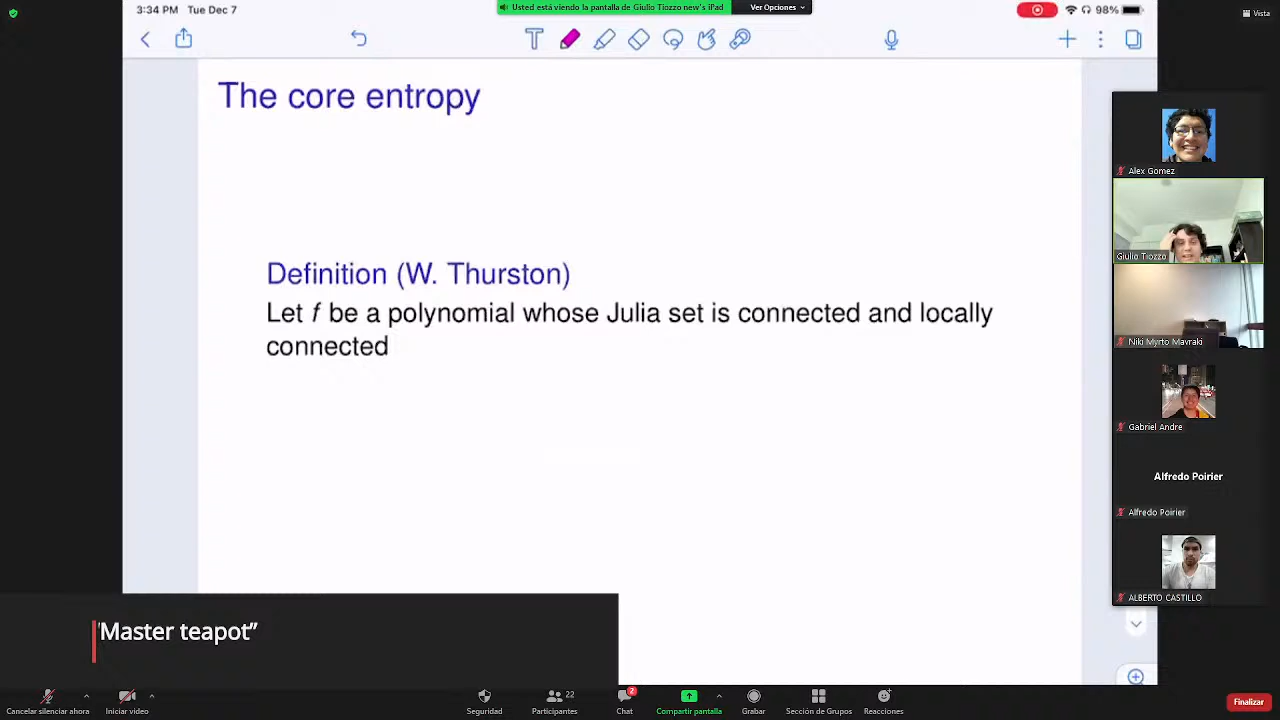 3:34 PM Tue Dec 7
Usted está viendo la pantalla de Giulio Tiozzo new's iPad
Ver Opciones
98%
Vista
The core entropy
Definition (W. Thurston)
Let f be a polynomial whose Julia set is connected and locally
connected
Alex Gomez
Giulio Tiozzo
Niki Myrto Mavraki
Gabriel Andre
Alfredo Poirier
Alfredo Poirier
ALBERTO CASTILLO
"Master teapot”
Cancelar silenciar ahora
Iniciar video
Seguridad
22
Participantes
2
Chat
Compartir pantalla
Grabar
Sección de Grupos
Reacciones
Finalizar